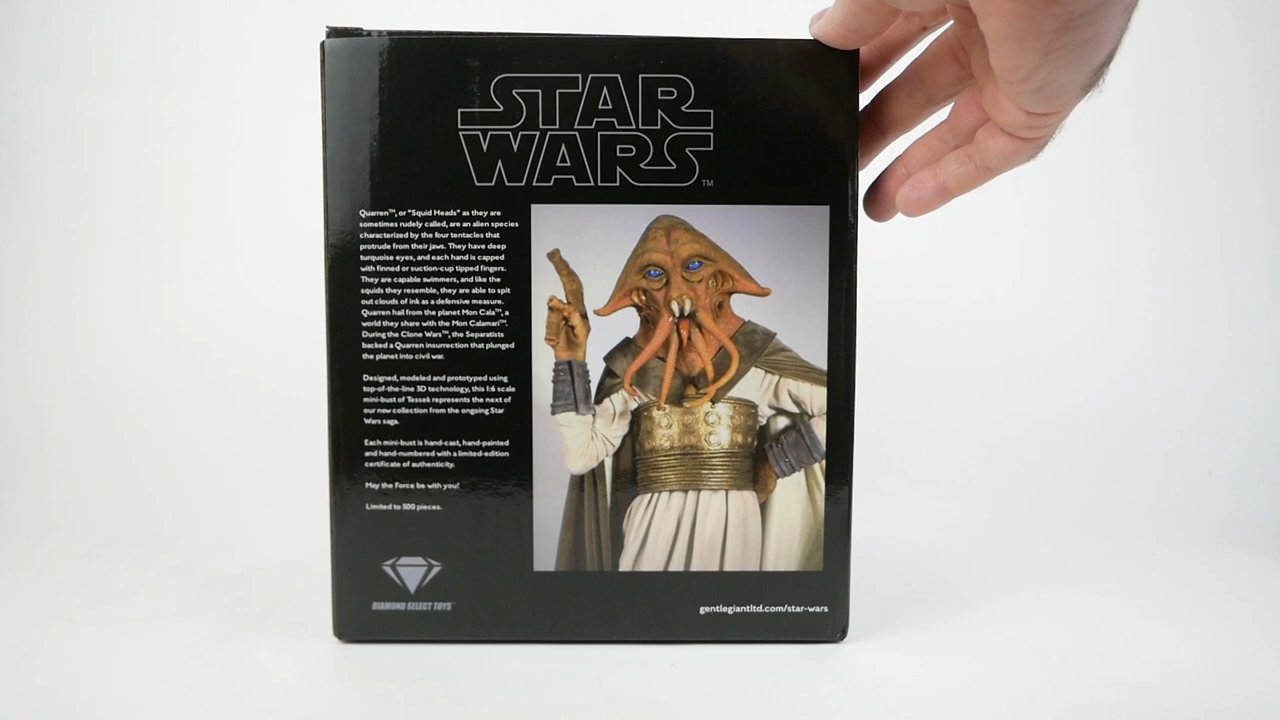 STAR
WARS™
Quarren™, or "Squid Heads" as they are
sometimes rudely called, are an alien species
characterized by the four tentacles that
protrude from their jaws. They have deep
turquoise eyes, and each hand is capped
with finned or suction-cup tipped fingers.
They are capable swimmers, and like the
squids they resemble, they are able to spit
out clouds of ink as a defensive measure.
Quarren hail from the planet Mon Cala™, a
world they share with the Mon Calamari™.
During the Clone Wars™, the Separatists
backed a Quarren insurrection that plunged
the planet into civil war.
Designed, modeled and prototyped using
top-of-the-line 3D technology, this 1:6 scale
mini-bust of Tessek represents the next of
our new collection from the ongoing Star
Wars saga.
Each mini-bust is hand-cast, hand-painted
and hand-numbered with a limited-edition
certificate of authenticity.
May the Force be with you!
Limited to 500 pieces.
DIAMOND SELECT TOYS™
gentlegiantltd.com/star-wars